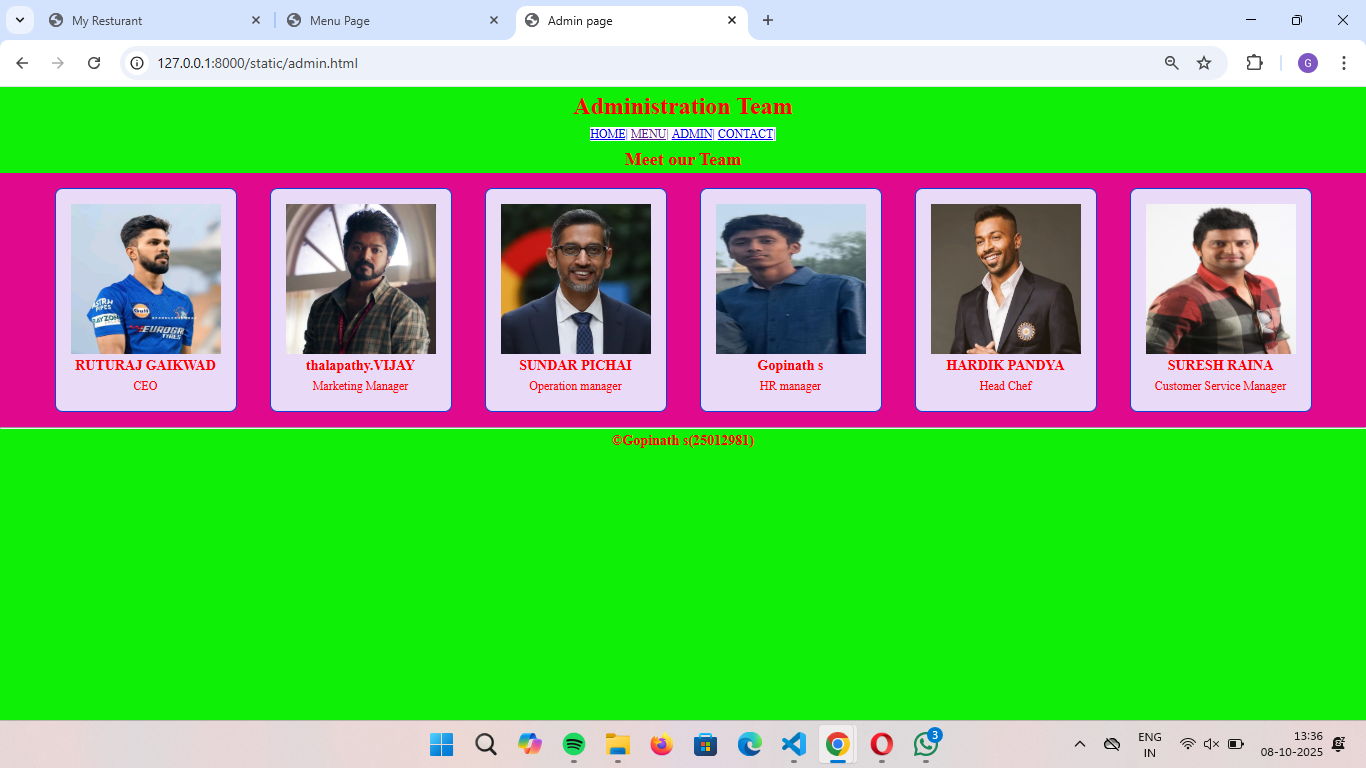 My Resturant
Menu Page
Admin page
127.0.0.1:8000/static/admin.html
G
Administration Team
HOME| MENU| ADMIN| CONTACT|
Meet our Team
EUROGRIP
TYRES
RUTURAJ GAIKWAD
CEO
thalapathy.VIJAY
Marketing Manager
SUNDAR PICHAI
Operation manager
Gopinath s
HR manager
HARDIK PANDYA
Head Chef
SURESH RAINA
Customer Service Manager
©Gopinath s(25012981)
3
ENG
IN
13:36
08-10-2025